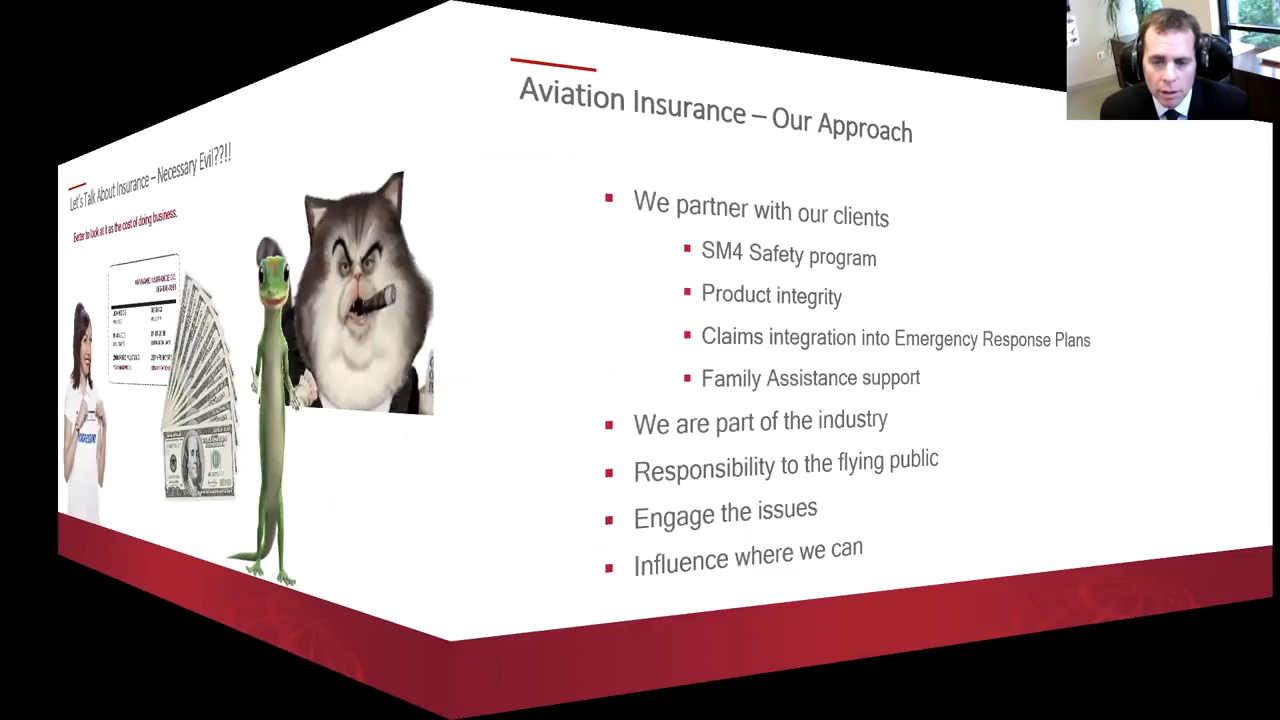 Let's Talk About Insurance – Necessary Evil??!!
Better to look at it as the cost of doing business.
Aviation Insurance – Our Approach
We partner with our clients
SM4 Safety program
Product integrity
Claims integration into Emergency Response Plans
Family Assistance support
We are part of the industry
Responsibility to the flying public
Engage the issues
Influence where we can